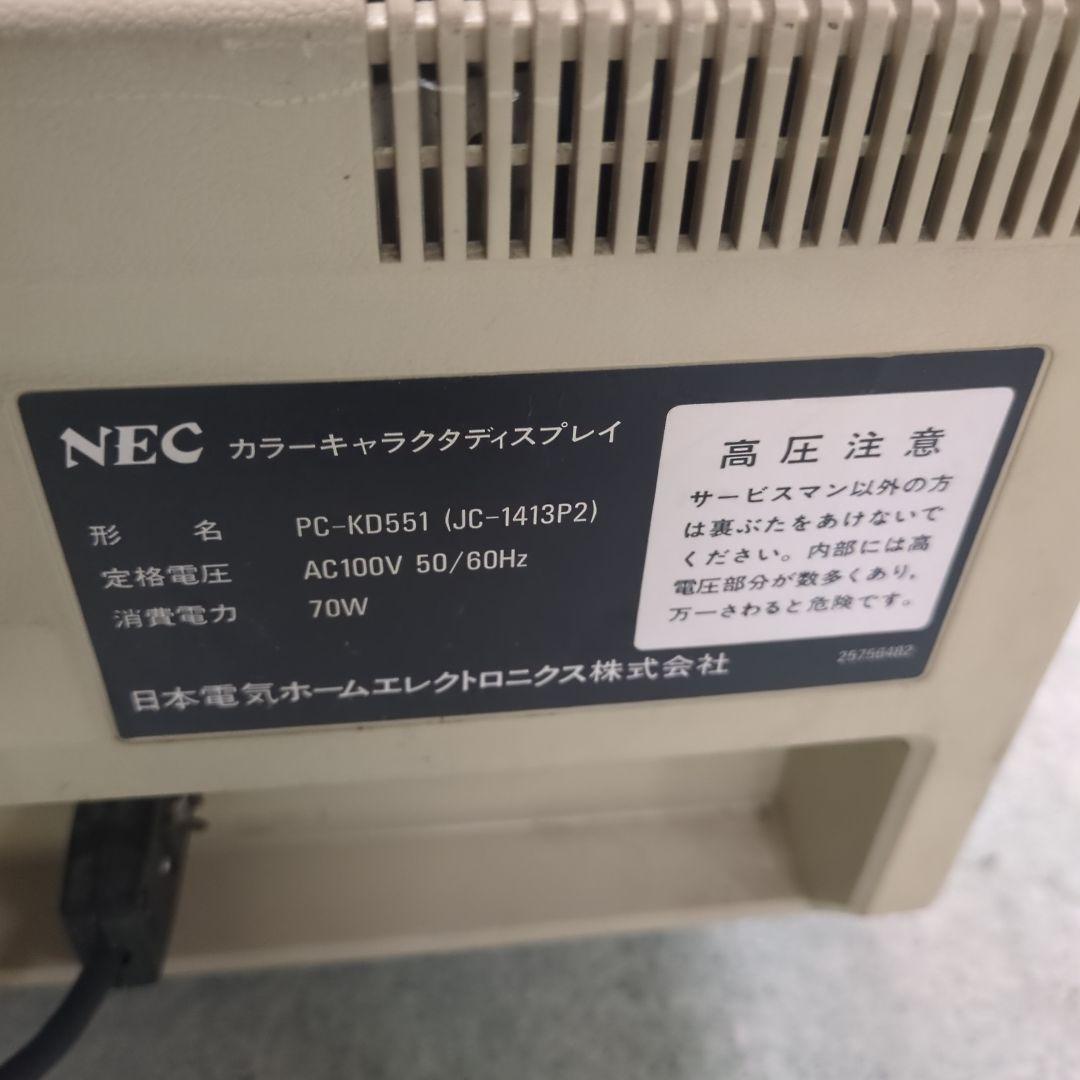 NEC カラーキャラクタディスプレイ
形名 PC-KD551 (JC-1413P2)
定格電圧 AC100V 50/60Hz
消費電力 70W
日本電気ホームエレクトロニクス株式会社
高圧注意
サービスマン以外の方
は裏ぶたをあけないで
ください。内部には高
電圧部分が数多くあり,
万一さわると危険です。
25756482